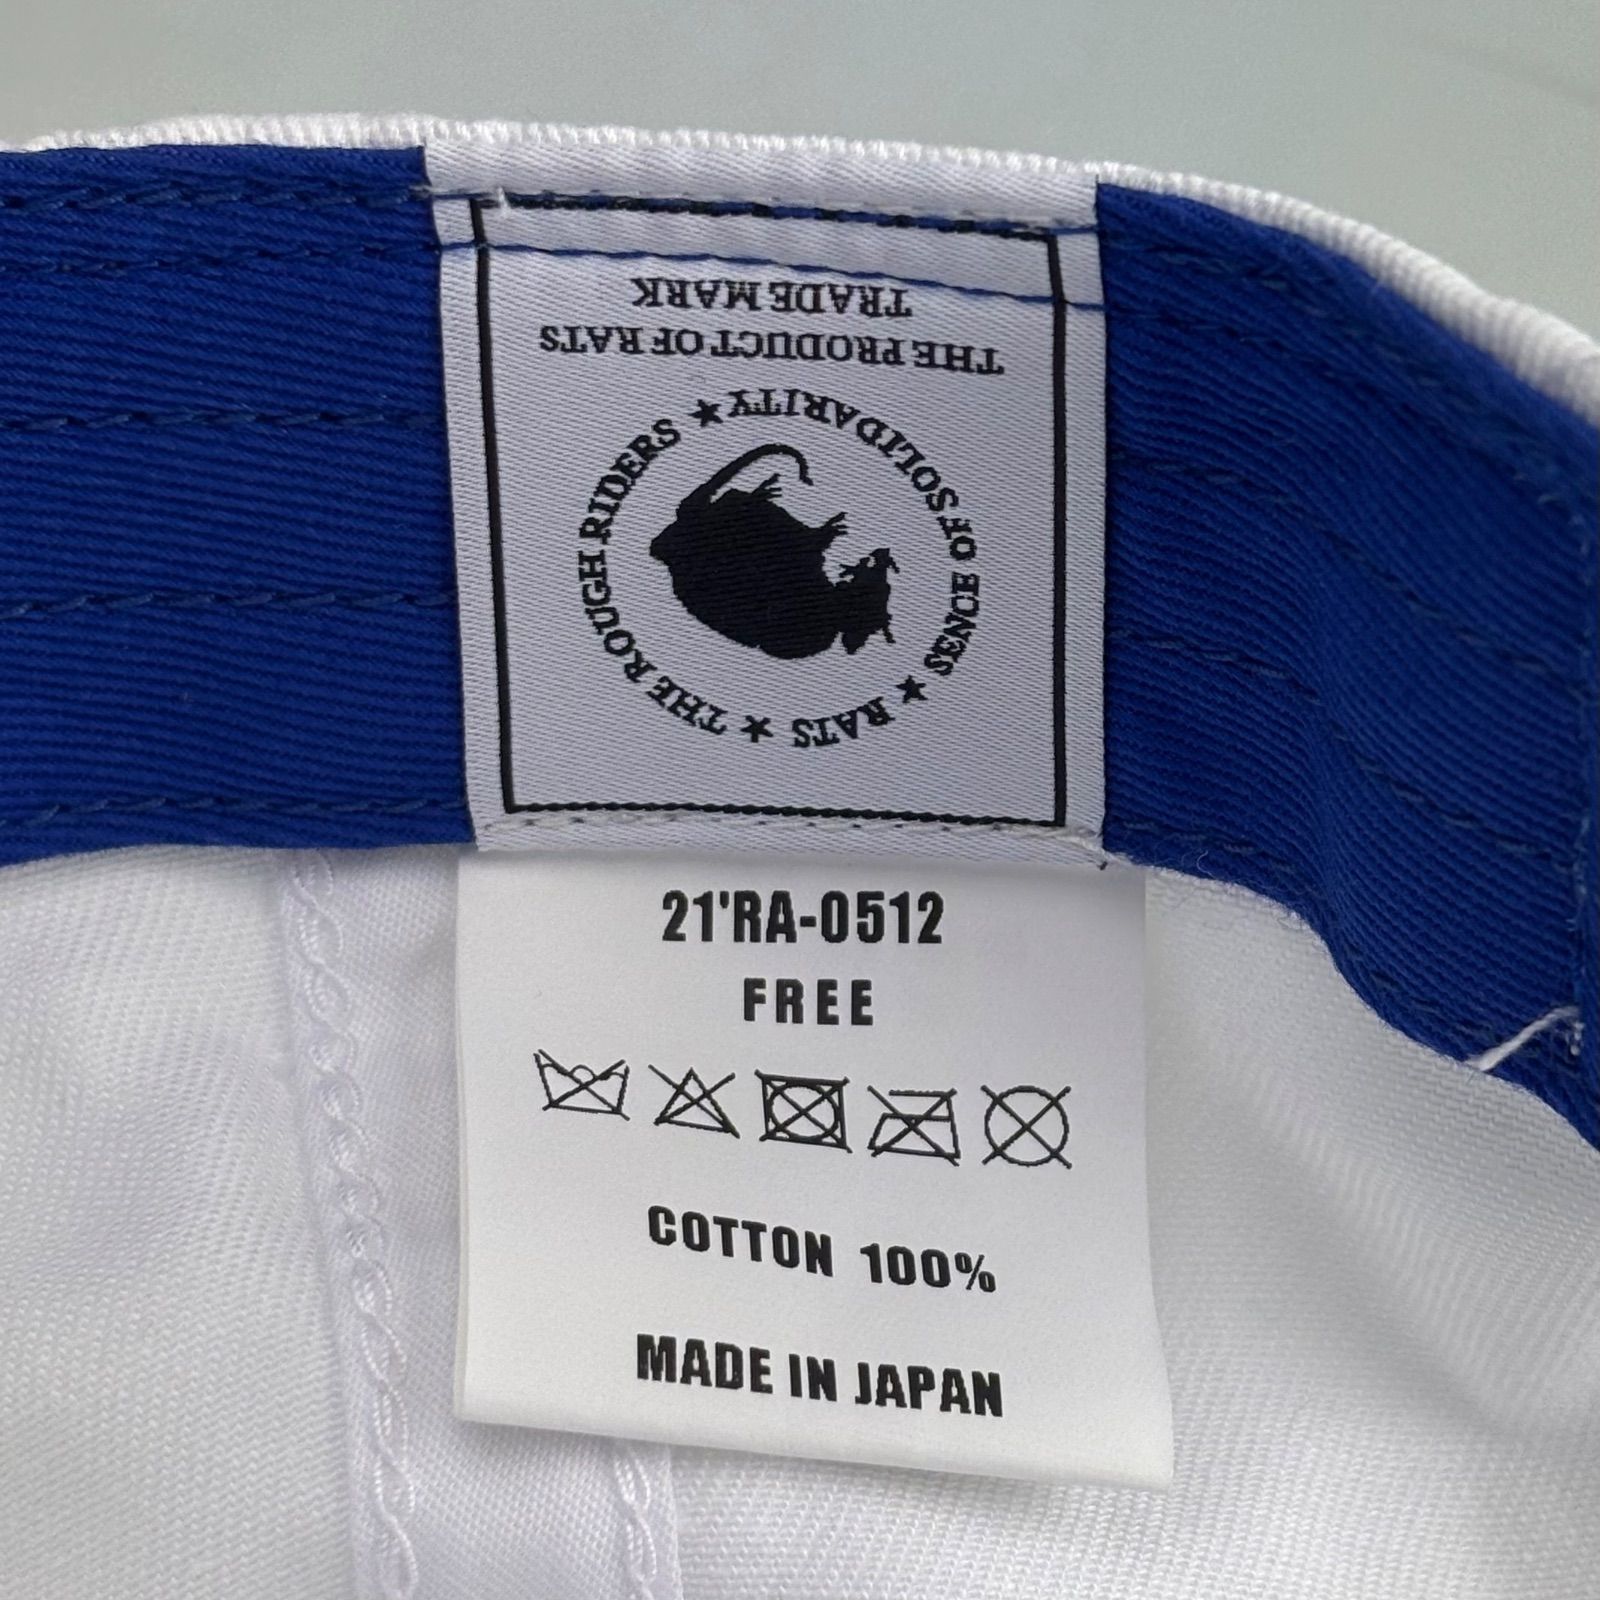 TRADE MARK
THE PRODUCT OF RATS
RATS ★ THE ROUGH RIDERS ★ SENCE OF SOLIDARITY ★
21'RA-0512
FREE
COTTON 100%
MADE IN JAPAN